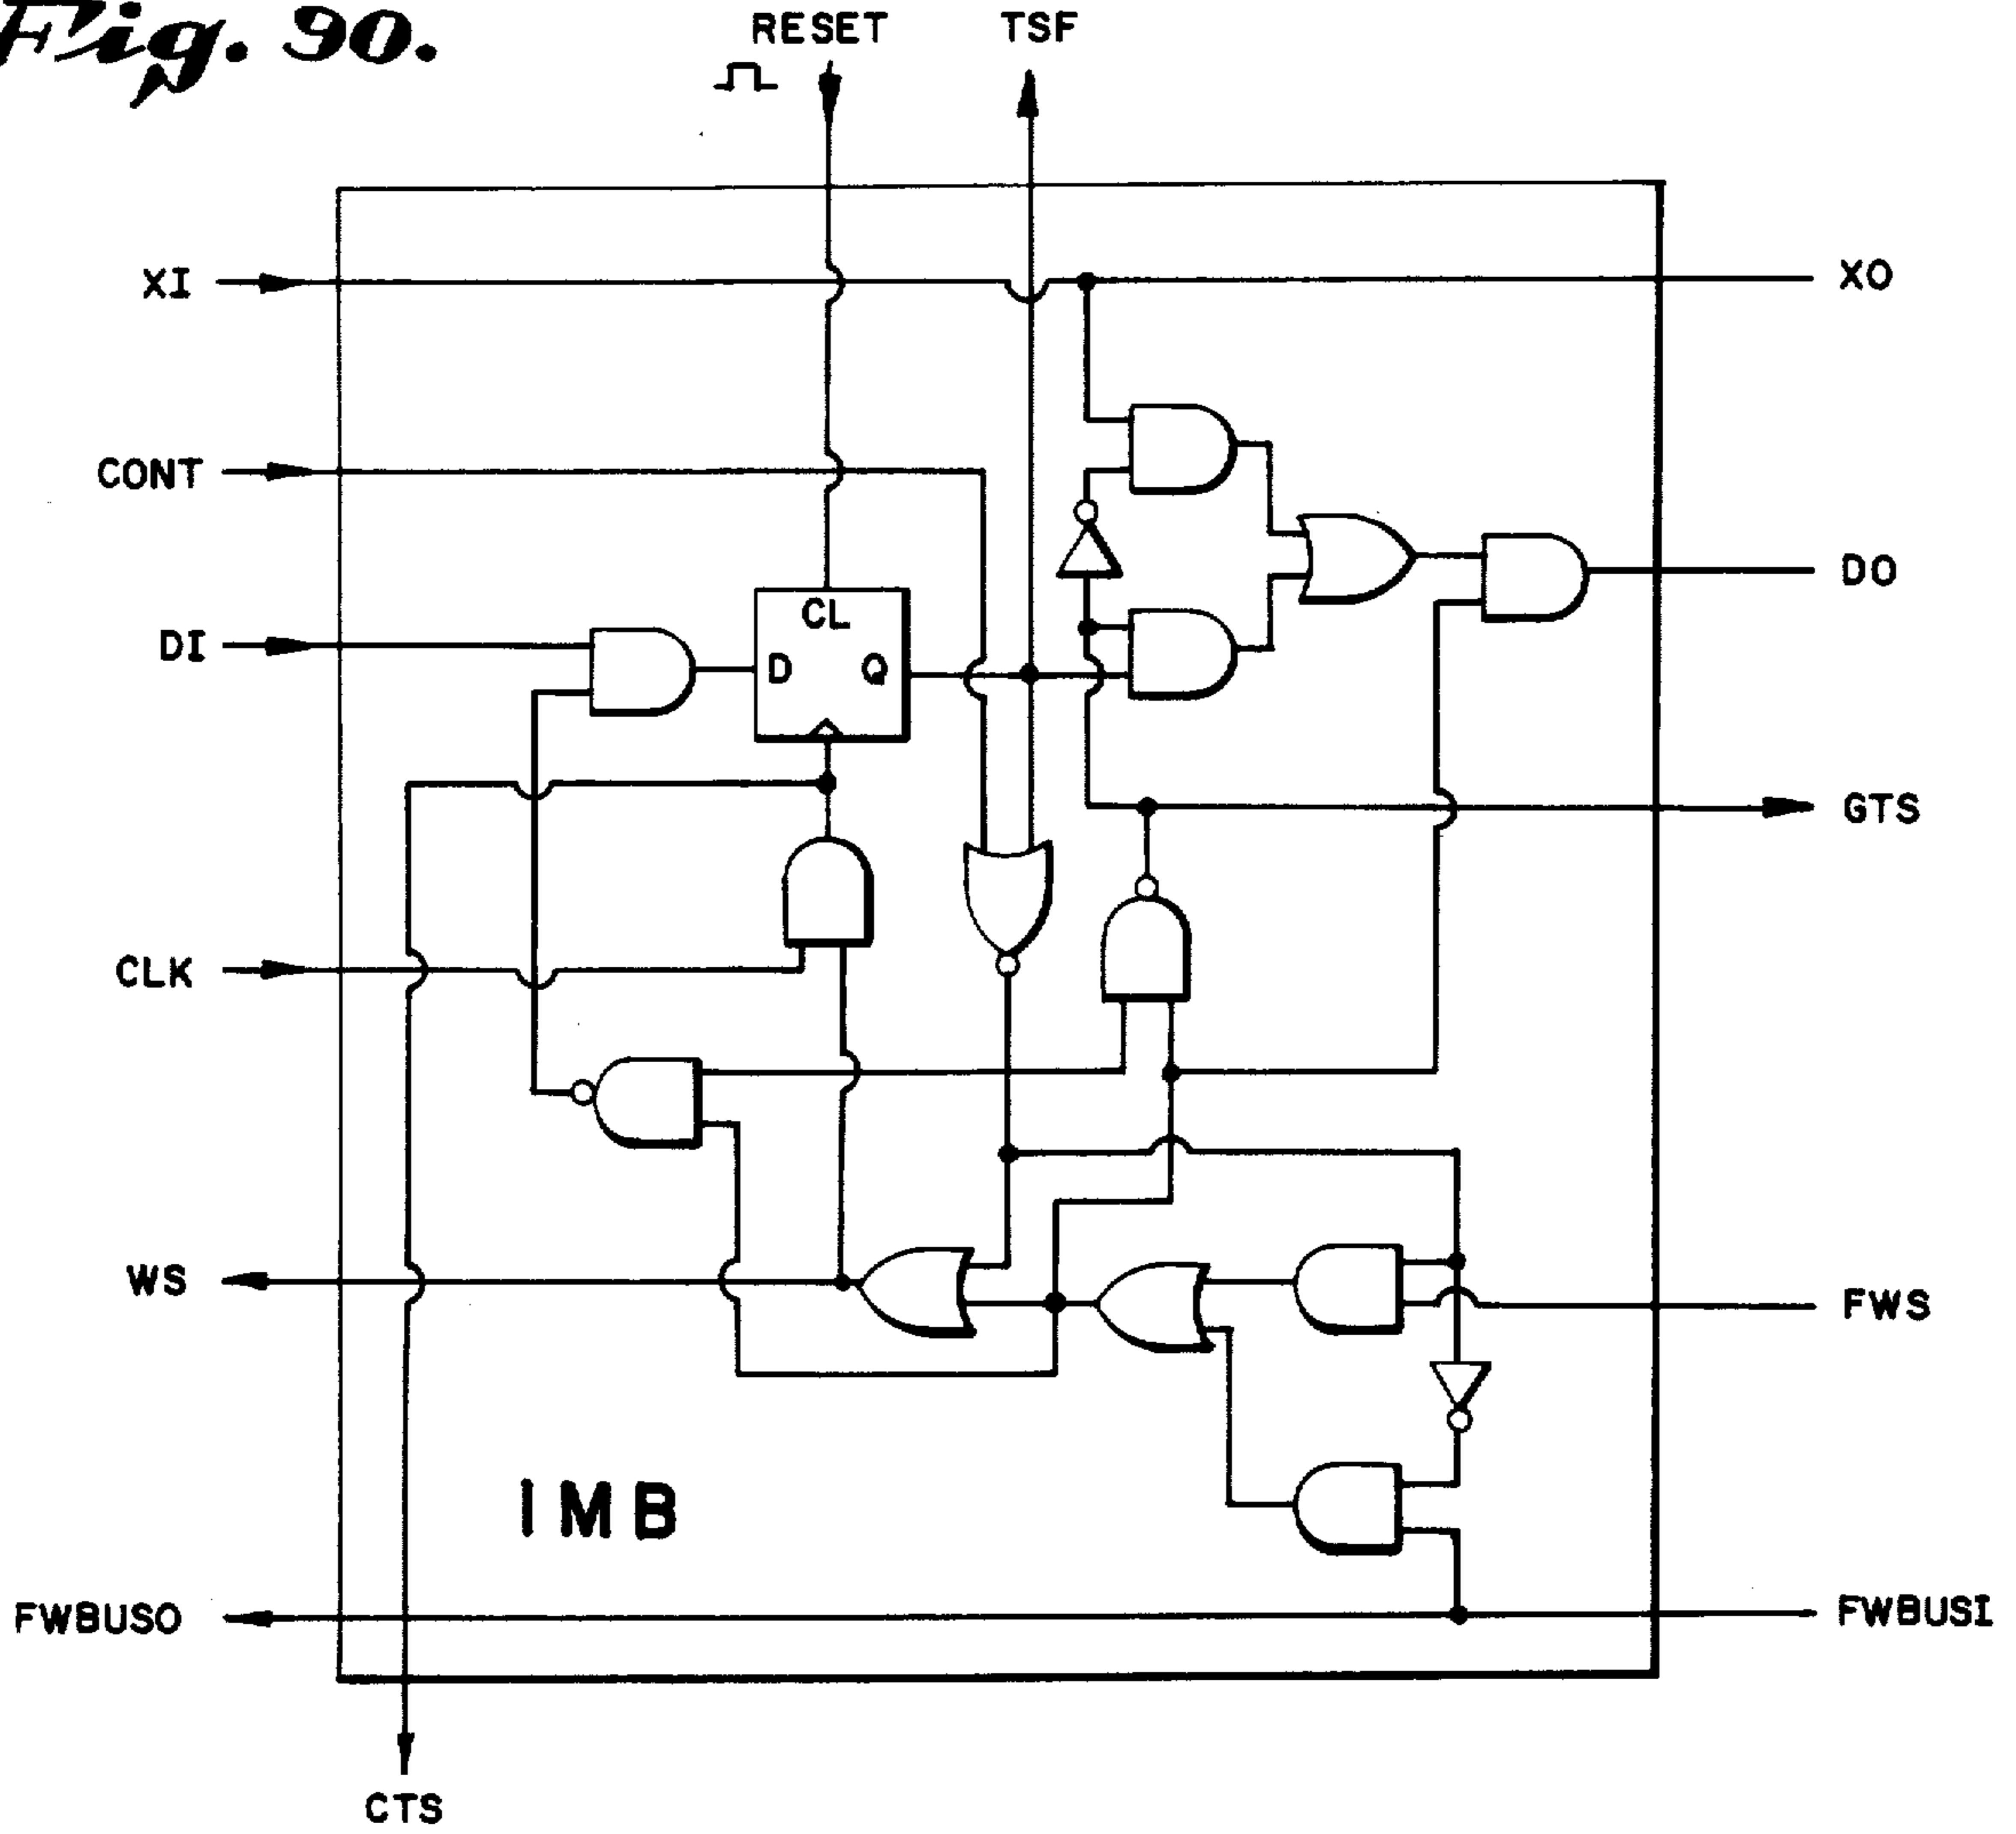 Fig. 90.
RESET
TSF
XI
XO
CONT
DO
CL
DI
D
Q
GTS
CLK
WS
FWS
IMB
FWBUSO
FWBUSI
CTS